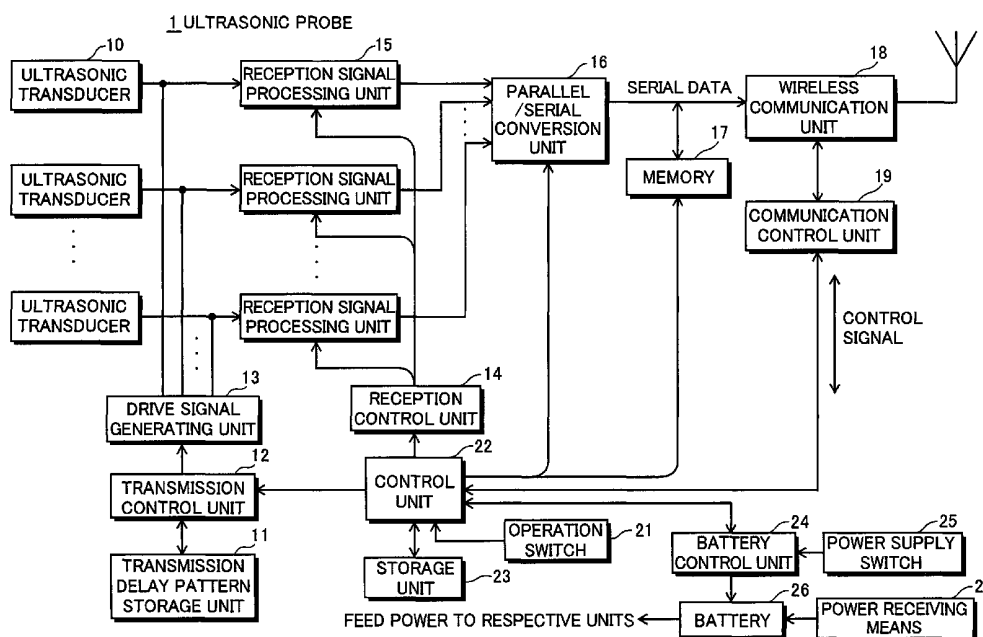 1 ULTRASONIC PROBE
10
ULTRASONIC
TRANSDUCER
15
RECEPTION SIGNAL
PROCESSING UNIT
16
PARALLEL
/SERIAL
CONVERSION
UNIT
SERIAL DATA
18
WIRELESS
COMMUNICATION
UNIT
17
MEMORY
19
COMMUNICATION
CONTROL UNIT
ULTRASONIC
TRANSDUCER
RECEPTION SIGNAL
PROCESSING UNIT
ULTRASONIC
TRANSDUCER
RECEPTION SIGNAL
PROCESSING UNIT
CONTROL
SIGNAL
13
DRIVE SIGNAL
GENERATING UNIT
14
RECEPTION
CONTROL UNIT
12
TRANSMISSION
CONTROL UNIT
22
CONTROL
UNIT
11
TRANSMISSION
DELAY PATTERN
STORAGE UNIT
STORAGE
UNIT
23
OPERATION
SWITCH
21
24
BATTERY
CONTROL UNIT
25
POWER SUPPLY
SWITCH
26
BATTERY
2
POWER RECEIVING
MEANS
FEED POWER TO RESPECTIVE UNITS